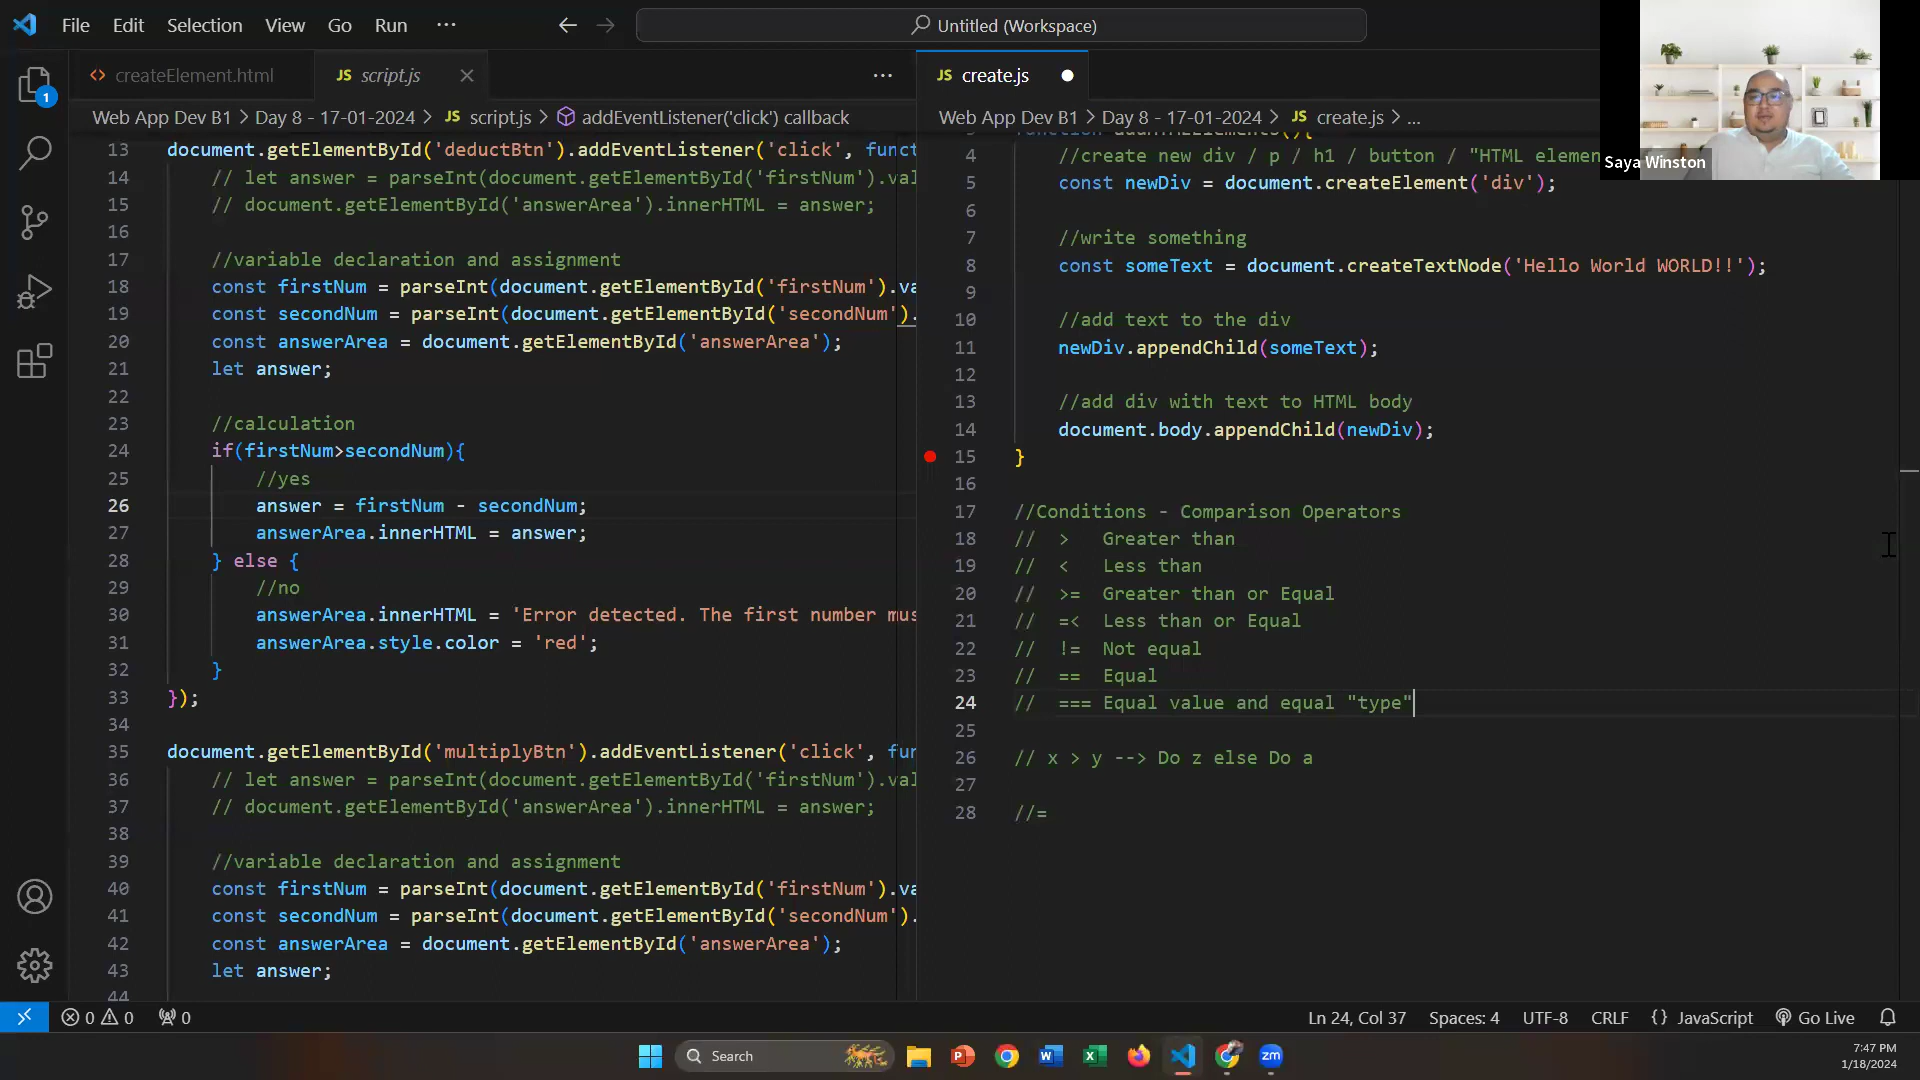 File Edit Selection View Go Run ···
Untitled (Workspace)
createElement.html
JS script.js
JS create.js
Web App Dev B1 > Day 8 - 17-01-2024 > JS script.js > addEventListener('click') callback
13 document.getElementById('deductBtn').addEventListener('click', funct
14 // let answer = parseInt(document.getElementById('firstNum').val
15 // document.getElementById('answerArea').innerHTML = answer;
16
17 //variable declaration and assignment
18 const firstNum = parseInt(document.getElementById('firstNum').va
19 const secondNum = parseInt(document.getElementById('secondNum').
20 const answerArea = document.getElementById('answerArea');
21 let answer;
22
23 //calculation
24 if(firstNum>secondNum){
25 //yes
26 answer = firstNum - secondNum;
27 answerArea.innerHTML = answer;
28 } else {
29 //no
30 answerArea.innerHTML = 'Error detected. The first number mus
31 answerArea.style.color = 'red';
32 }
33 });
34
35 document.getElementById('multiplyBtn').addEventListener('click', fun
36 // let answer = parseInt(document.getElementById('firstNum').val
37 // document.getElementById('answerArea').innerHTML = answer;
38
39 //variable declaration and assignment
40 const firstNum = parseInt(document.getElementById('firstNum').va
41 const secondNum = parseInt(document.getElementById('secondNum').
42 const answerArea = document.getElementById('answerArea');
43 let answer;
44
Web App Dev B1 > Day 8 - 17-01-2024 > JS create.js > ...
4 //create new div / p / h1 / button / "HTML elemen
5 const newDiv = document.createElement('div');
6
7 //write something
8 const someText = document.createTextNode('Hello World WORLD!!');
9
10 //add text to the div
11 newDiv.appendChild(someText);
12
13 //add div with text to HTML body
14 document.body.appendChild(newDiv);
15 }
16
17 //Conditions - Comparison Operators
18 // > Greater than
19 // < Less than
20 // >= Greater than or Equal
21 // =< Less than or Equal
22 // != Not equal
23 // == Equal
24 // === Equal value and equal "type"
25
26 // x > y --> Do z else Do a
27
28 //=
Saya Winston
1
0 0 0
Ln 24, Col 37 Spaces: 4 UTF-8 CRLF {} JavaScript Go Live
Search
zm
7:47 PM
1/18/2024